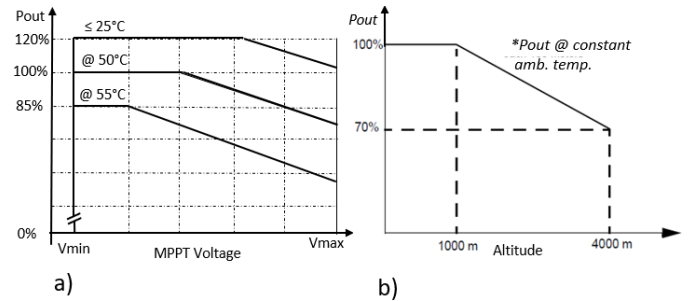 Pout
≤ 25°C
120%
@ 50°C
100%
@ 55°C
85%
0%
Vmin
MPPT Voltage
Vmax
a)
Pout
100%
*Pout @ constant
amb. temp.
70%
1000 m
Altitude
4000 m
b)